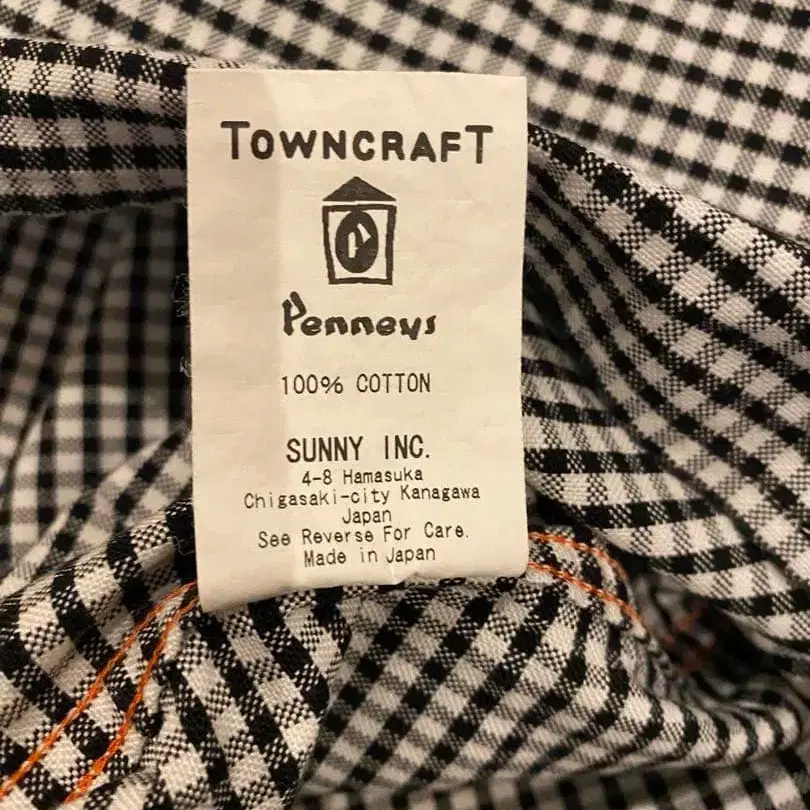 TOWNCRAFT
Penneys
100% COTTON
SUNNY INC.
4-8 Hamasuka
Chigasaki-city Kanagawa
Japan
See Reverse For Care.
Made in Japan